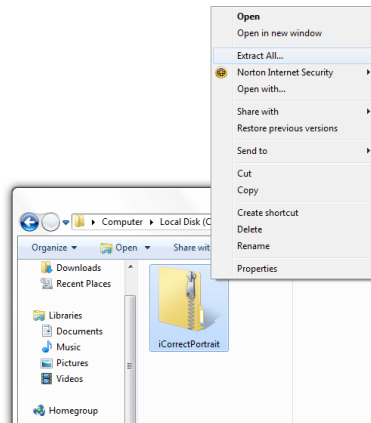 Open
Open in new window
Extract All...
Norton Internet Security
Open with...
Share with
Restore previous versions
Send to
Cut
Copy
Create shortcut
Delete
Rename
Properties
Computer Local Disk (C
Organize Open Share wit
Downloads
Recent Places
Libraries
Documents
Music
Pictures
Videos
Homegroup
iCorrectPortrait